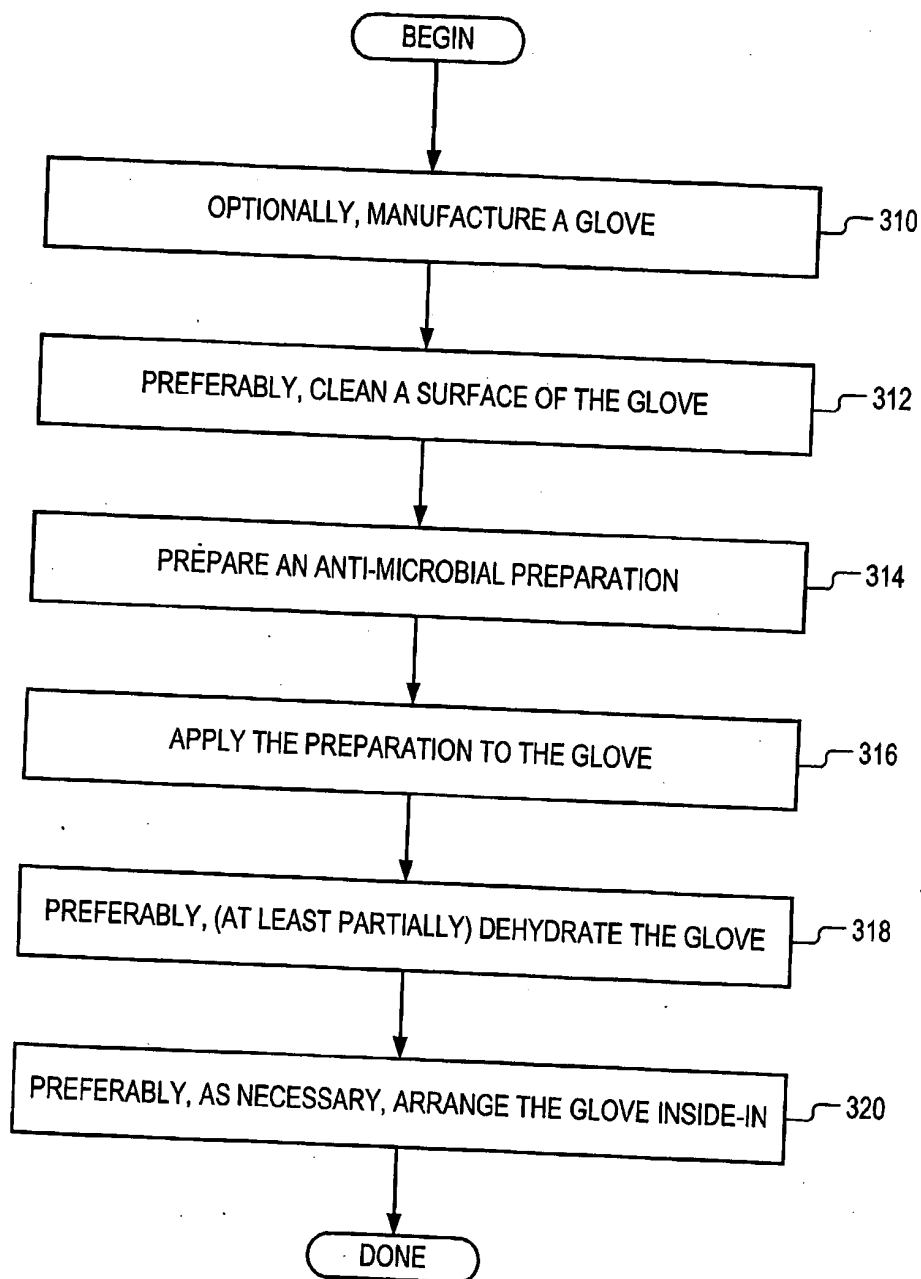 BEGIN
OPTIONALLY, MANUFACTURE A GLOVE
310
PREFERABLY, CLEAN A SURFACE OF THE GLOVE
312
PREPARE AN ANTI-MICROBIAL PREPARATION
314
APPLY THE PREPARATION TO THE GLOVE
316
PREFERABLY, (AT LEAST PARTIALLY) DEHYDRATE THE GLOVE
318
PREFERABLY, AS NECESSARY, ARRANGE THE GLOVE INSIDE-IN
320
DONE